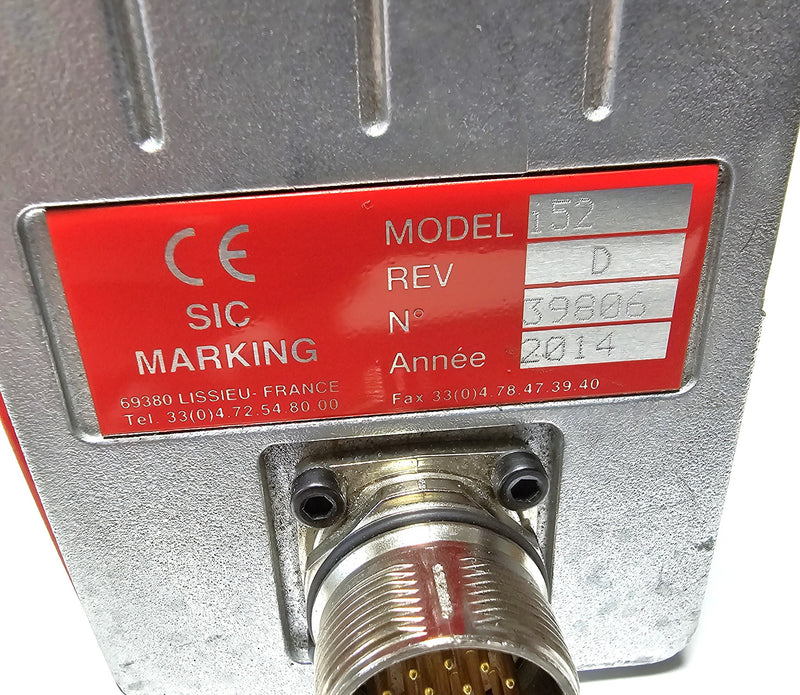 CE
SIC
MARKING
69380 LISSIEU- FRANCE
Tel. 33(0)4.72.54.80.00
MODEL i52
REV D
N° 39806
Année 2014
Fax 33(0)4.78.47.39.40